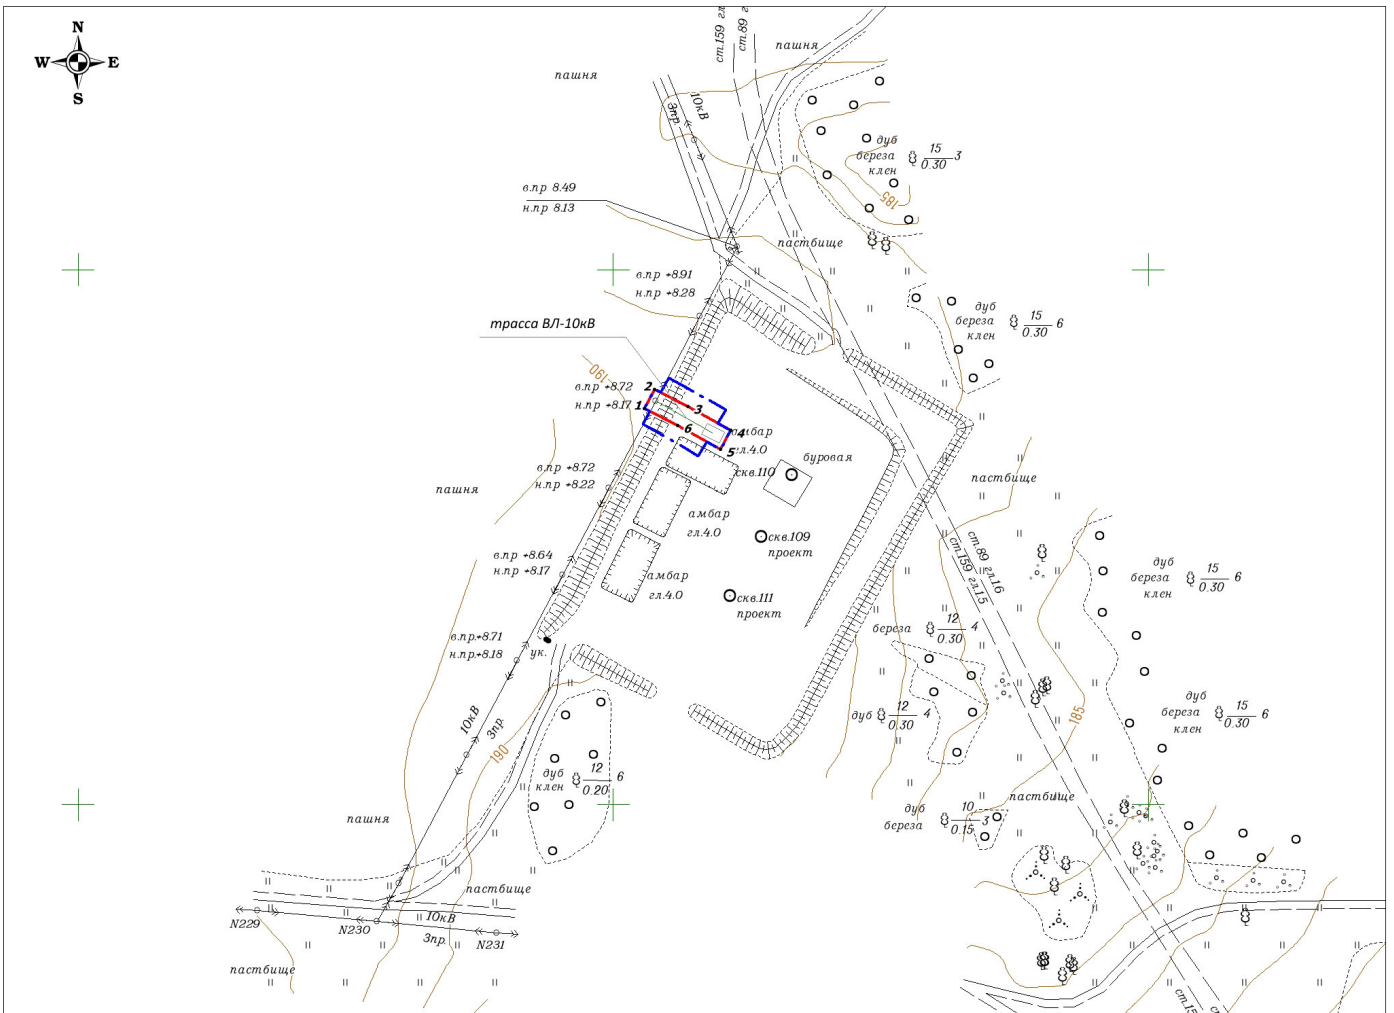 N
W E
S
пашня
ст.159 гл
ст.89 гл
пашня
10кВ
3пр.
дуб
береза
клен
15
0.30
3
185
в.пр 8.49
н.пр 8.13
пастбище
в.пр +8.91
н.пр +8.28
трасса ВЛ-10кВ
дуб
береза
клен
15
0.30
6
190
в.пр +8.72
н.пр +8.17
2
1
3
4
6
5
амбар
гл.4.0
скв.110
буровая
в.пр +8.72
н.пр +8.22
пашня
пастбище
амбар
гл.4.0
скв.109
проект
в.пр +8.64
н.пр +8.17
амбар
гл.4.0
скв.111
проект
ст.89 гл.16
ст.159 гл.15
дуб
береза
клен
15
0.30
6
в.пр.+8.71
н.пр.+8.18
ук.
береза
12
0.30
4
дуб
12
0.30
4
185
дуб
береза
клен
15
0.30
6
10кВ
3пр.
190
дуб
клен
12
0.20
6
пашня
дуб
береза
10
0.15
3
пастбище
пастбище
N229
N230
10кВ
3пр.
N231
пастбище
ст.15